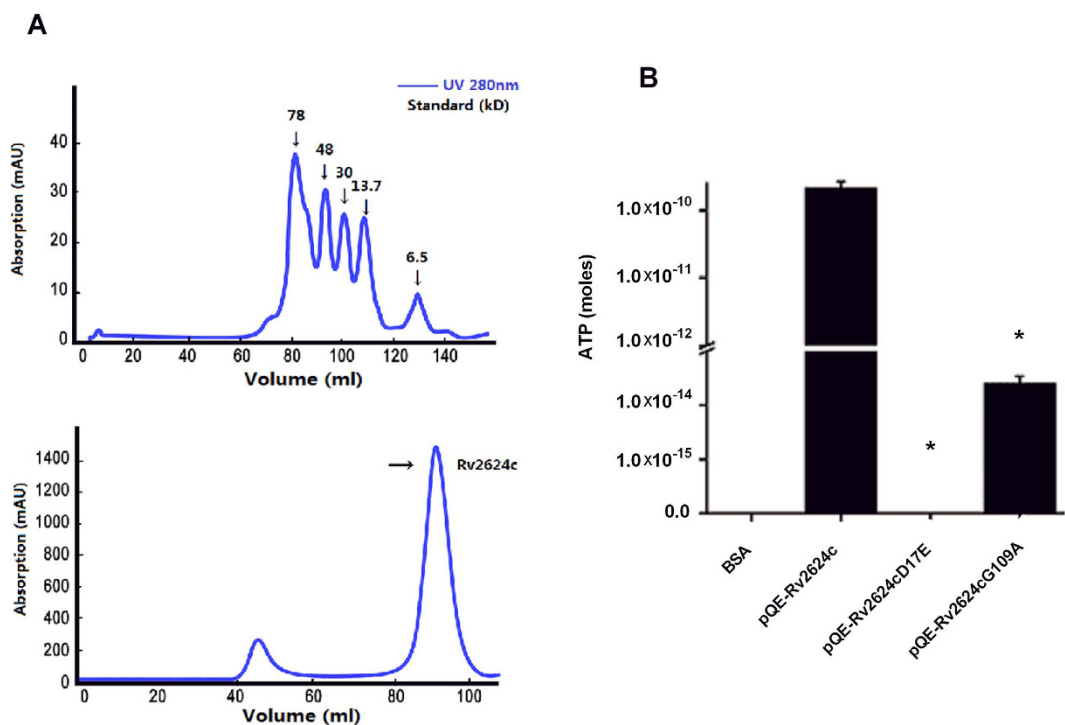 A
UV 280nm
Standard (kD)
78
48
30
13.7
6.5
Absorption (mAU)
40
30
20
10
0
0 20 40 60 80 100 120 140
Volume (ml)
Rv2624c
Absorption (mAU)
1400
1200
1000
800
600
400
200
0
0 20 40 60 80 100
Volume (ml)
B
ATP (moles)
1.0×10⁻¹⁰
1.0×10⁻¹¹
1.0×10⁻¹²
1.0×10⁻¹⁴
1.0×10⁻¹⁵
0.0
*
*
BSA
pQE-Rv2624c
pQE-Rv2624cD17E
pQE-Rv2624cG109A